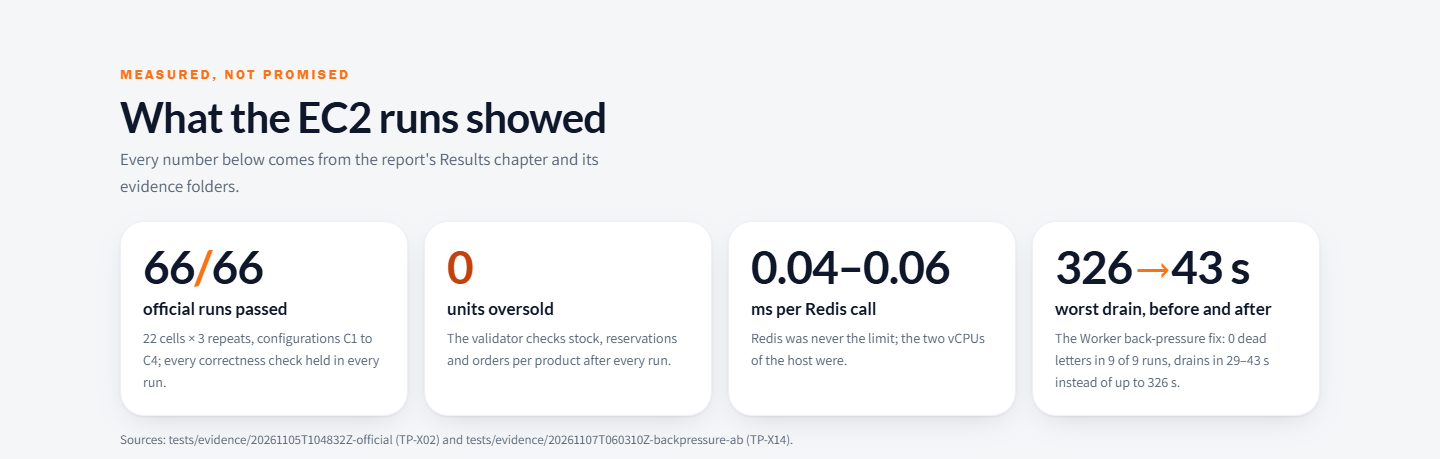 MEASURED, NOT PROMISED
What the EC2 runs showed
Every number below comes from the report's Results chapter and its
evidence folders.
66/66
official runs passed
22 cells × 3 repeats, configurations C1 to
C4; every correctness check held in every
run.
0
units oversold
The validator checks stock, reservations
and orders per product after every run.
0.04–0.06
ms per Redis call
Redis was never the limit; the two vCPUs
of the host were.
326→43 s
worst drain, before and after
The Worker back-pressure fix: 0 dead
letters in 9 of 9 runs, drains in 29–43 s
instead of up to 326 s.
Sources: tests/evidence/20261105T104832Z-official (TP-X02) and tests/evidence/20261107T060310Z-backpressure-ab (TP-X14).